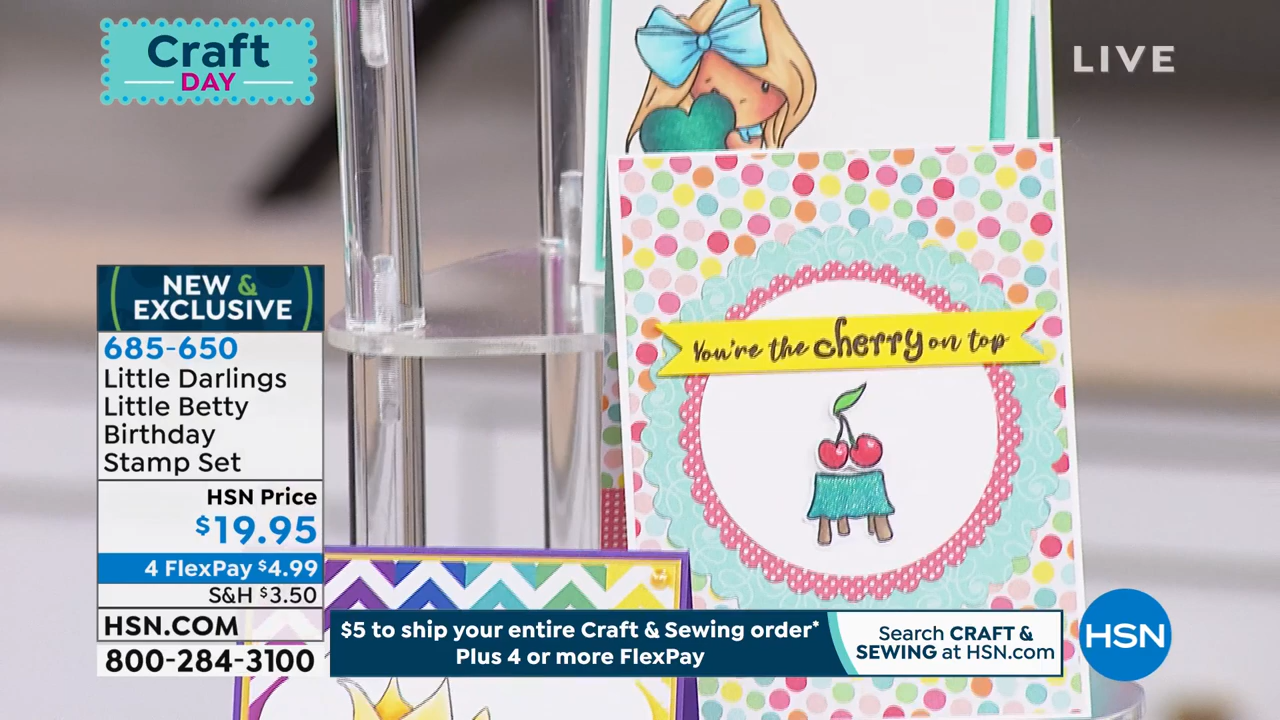 Craft
DAY
LIVE
You're the cherry on top
NEW &
EXCLUSIVE
685-650
Little Darlings
Little Betty
Birthday
Stamp Set
HSN Price
$19.95
4 FlexPay $4.99
S&H $3.50
HSN.COM
800-284-3100
$5 to ship your entire Craft & Sewing order*
Plus 4 or more FlexPay
Search CRAFT &
SEWING at HSN.com
HSN